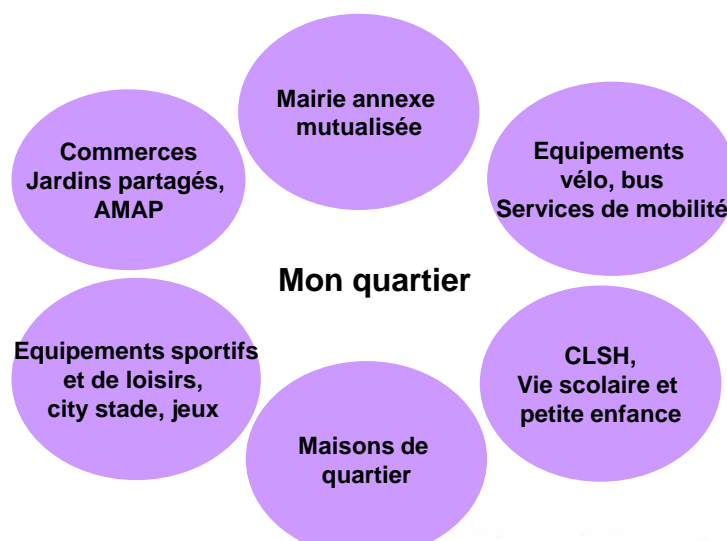 Mairie annexe
mutualisée
Commerces
Jardins partagés,
AMAP
Equipements
vélo, bus
Services de mobilité
Mon quartier
Equipements sportifs
et de loisirs,
city stade, jeux
CLSH,
Vie scolaire et
petite enfance
Maisons de
quartier